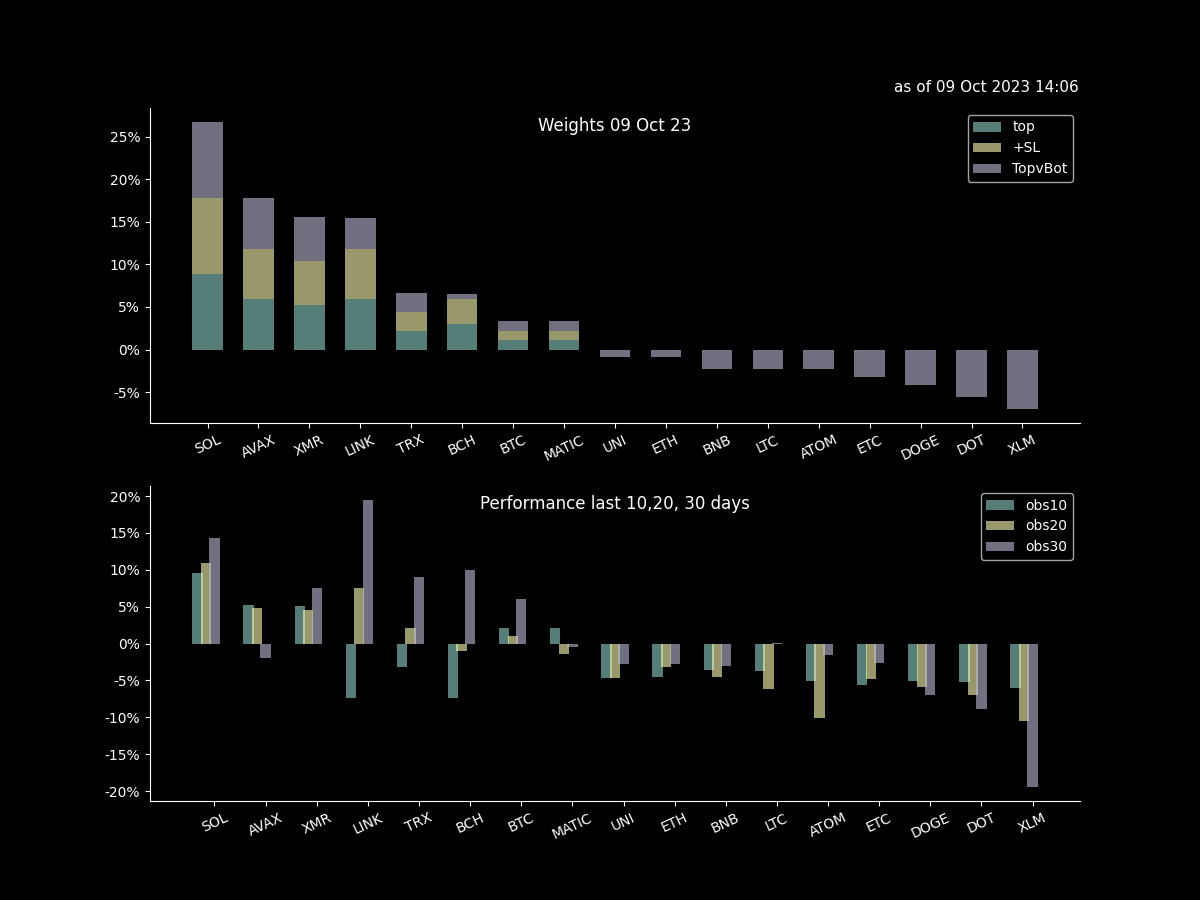 as of 09 Oct 2023 14:06
Weights 09 Oct 23
top
+SL
TopvBot
25%
20%
15%
10%
5%
0%
-5%
SOL AVAX XMR LINK TRX BCH BTC MATIC UNI ETH BNB LTC ATOM ETC DOGE DOT XLM
Performance last 10,20, 30 days
obs10
obs20
obs30
20%
15%
10%
5%
0%
-5%
-10%
-15%
-20%
SOL AVAX XMR LINK TRX BCH BTC MATIC UNI ETH BNB LTC ATOM ETC DOGE DOT XLM